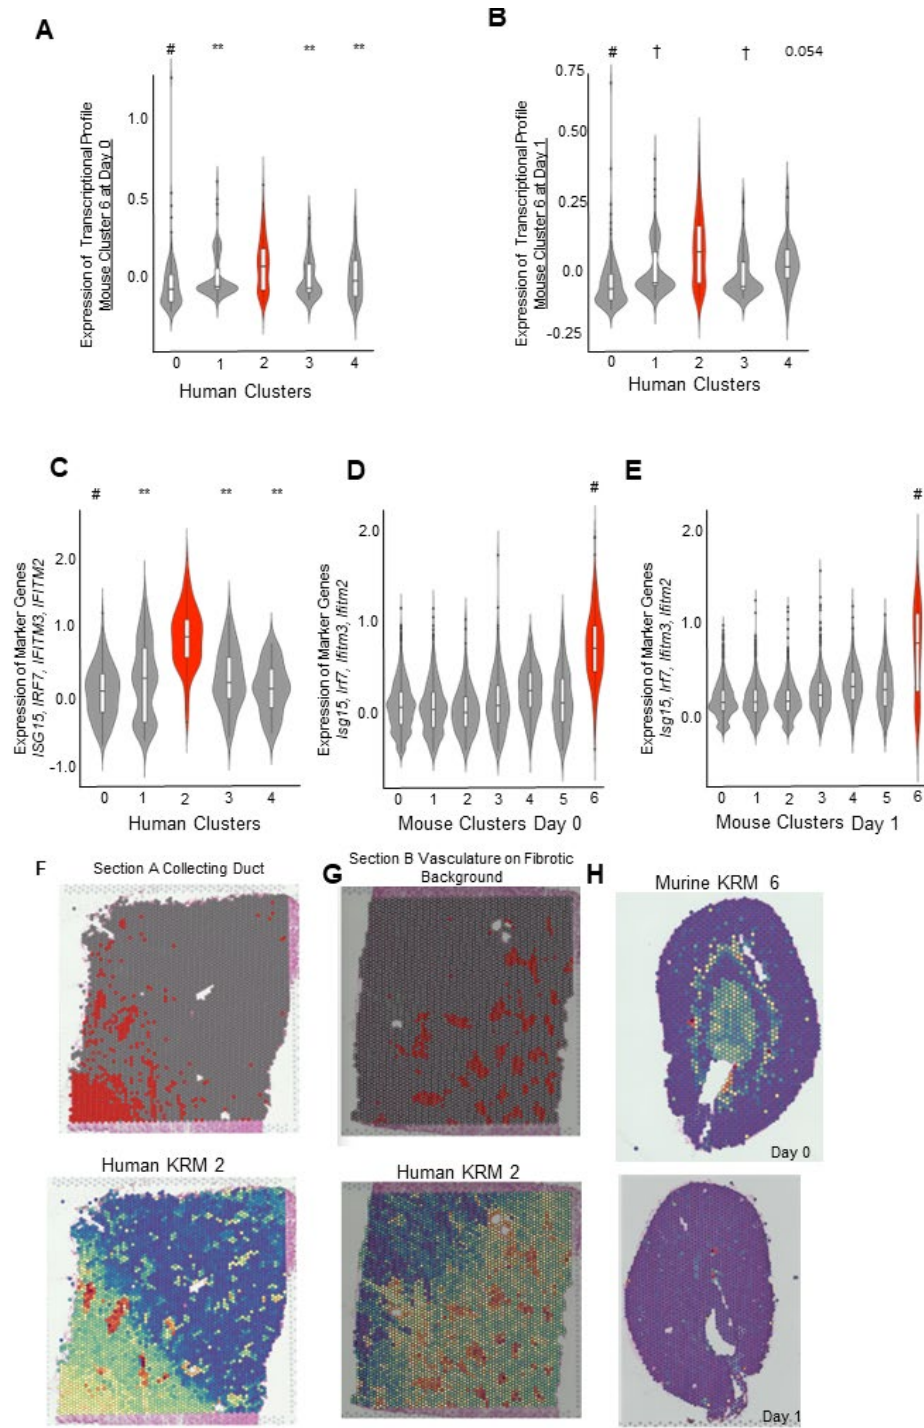 A
# ** ** **
Expression of Transcriptional Profile
Mouse Cluster 6 at Day 0
1.0
0.5
0.0
0 1 2 3 4
Human Clusters
B
# † † 0.054
Expression of Transcriptional Profile
Mouse Cluster 6 at Day 1
0.75
0.50
0.25
0.0
-0.25
0 1 2 3 4
Human Clusters
C
# ** ** **
Expression of Marker Genes
ISG15, IRF7, IFITM3, IFITM2
2.0
1.0
0.0
-1.0
0 1 2 3 4
Human Clusters
D
#
Expression of Marker Genes
Isg15, Irf7, Ifitm3, Ifitm2
2.0
1.0
0.0
0 1 2 3 4 5 6
Mouse Clusters Day 0
E
#
Expression of Marker Genes
Isg15, Irf7, Ifitm3, Ifitm2
2.0
1.0
0.0
0 1 2 3 4 5 6
Mouse Clusters Day 1
F
Section A Collecting Duct
Human KRM 2
G
Section B Vasculature on Fibrotic
Background
Human KRM 2
H
Murine KRM 6
Day 0
Day 1